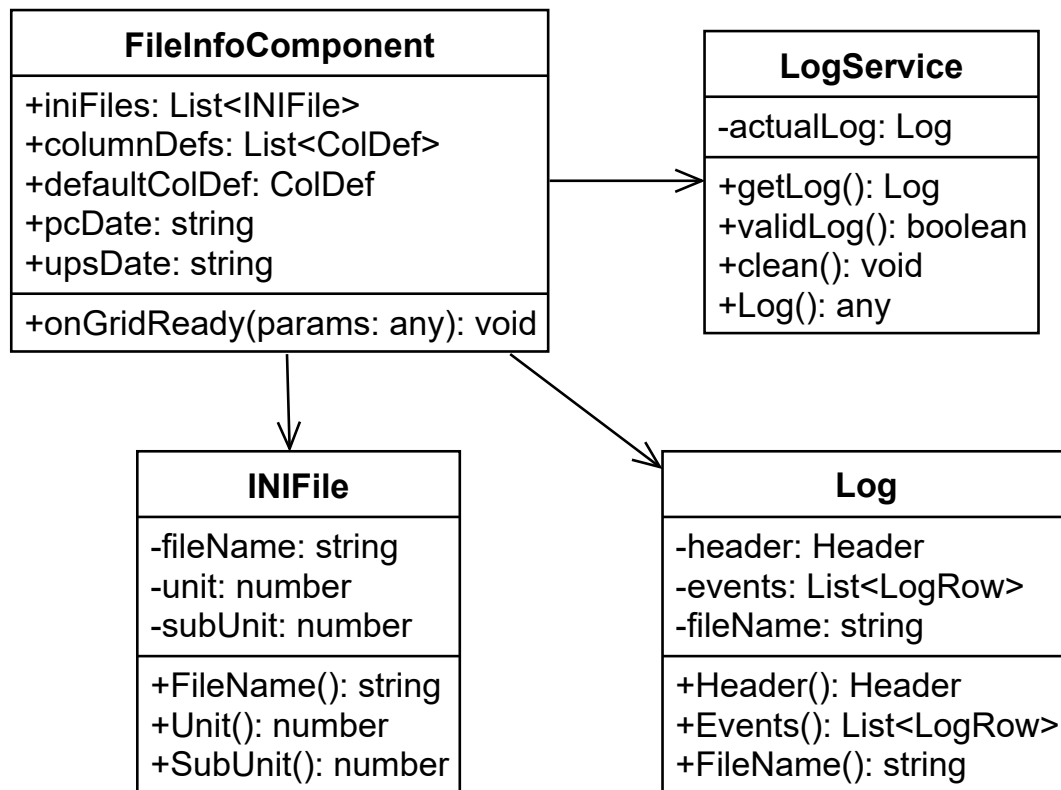 FileInfoComponent
+iniFiles: List<INIFile>
+columnDefs: List<ColDef>
+defaultColDef: ColDef
+pcDate: string
+upsDate: string
+onGridReady(params: any): void
LogService
-actualLog: Log
+getLog(): Log
+validLog(): boolean
+clean(): void
+Log(): any
INIFile
-fileName: string
-unit: number
-subUnit: number
+FileName(): string
+Unit(): number
+SubUnit(): number
Log
-header: Header
-events: List<LogRow>
-fileName: string
+Header(): Header
+Events(): List<LogRow>
+FileName(): string